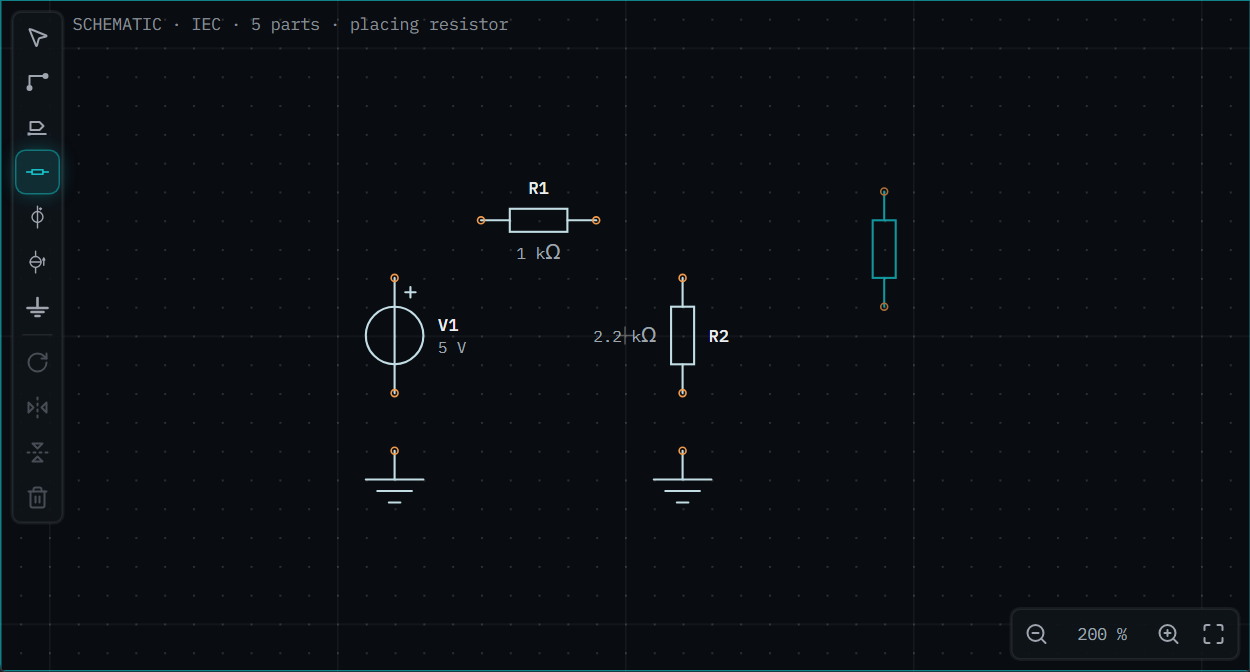 SCHEMATIC · IEC · 5 parts · placing resistor
R1
1 kΩ
+
V1
5 V
2.2 kΩ
R2
200 %